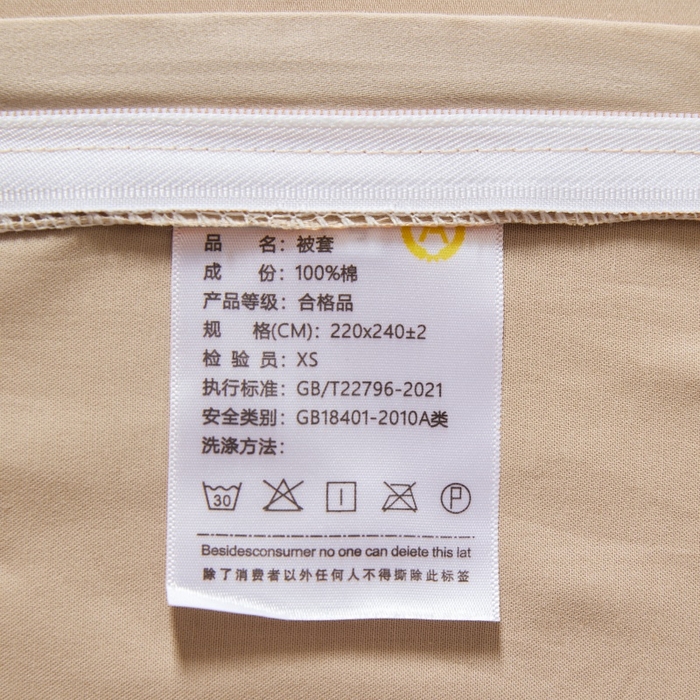 A
品 名：被套
成 份：100%棉
产品等级：合格品
规 格(CM)：220x240±2
检 验 员：XS
执行标准：GB/T22796-2021
安全类别：GB18401-2010A类
洗涤方法：
30 P
Besidesconsumer no one can delete this lat
除了消费者以外任何人不得撕除此标签